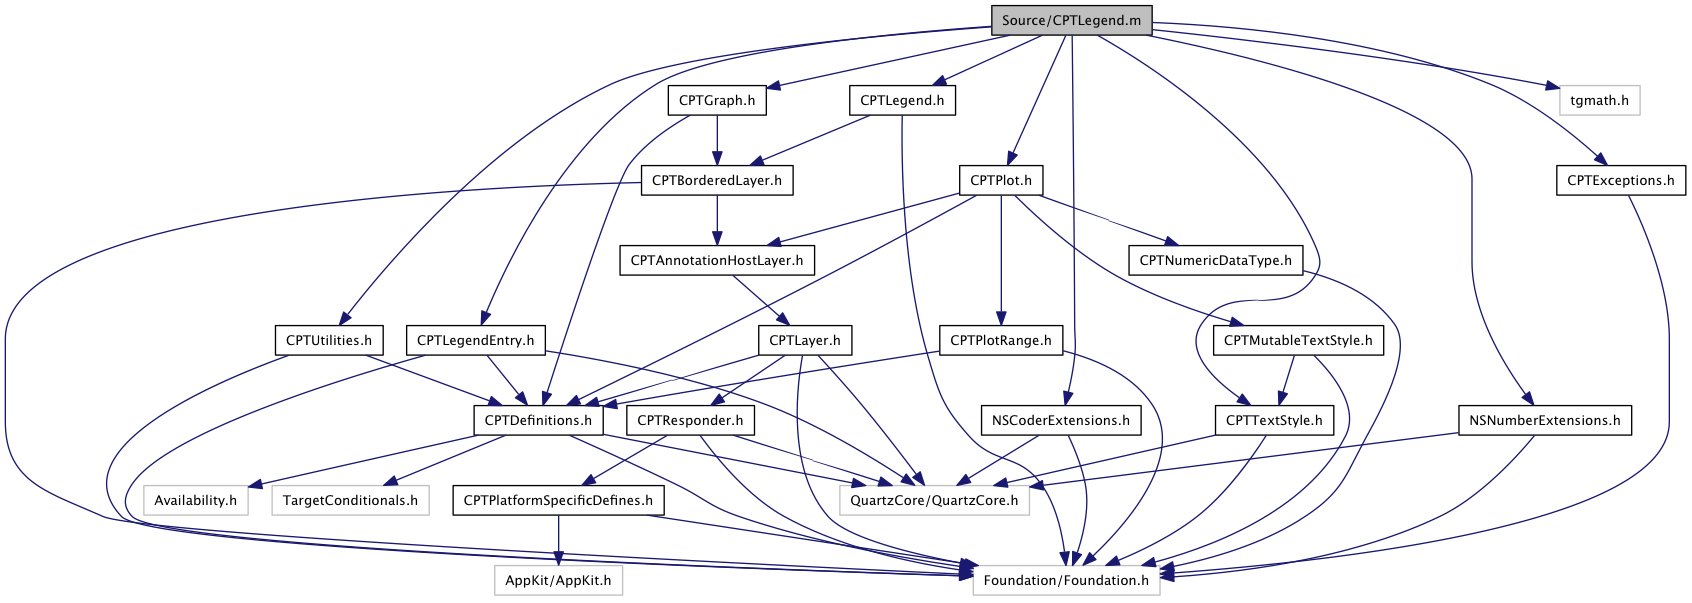 Source/CPTLegend.m
CPTGraph.h
CPTLegend.h
tgmath.h
CPTBorderedLayer.h
CPTPlot.h
CPTExceptions.h
CPTAnnotationHostLayer.h
CPTNumericDataType.h
CPTUtilities.h
CPTLegendEntry.h
CPTLayer.h
CPTPlotRange.h
CPTMutableTextStyle.h
CPTDefinitions.h
CPTResponder.h
NSCoderExtensions.h
CPTTextStyle.h
NSNumberExtensions.h
Availability.h
TargetConditionals.h
CPTPlatformSpecificDefines.h
QuartzCore/QuartzCore.h
AppKit/AppKit.h
Foundation/Foundation.h